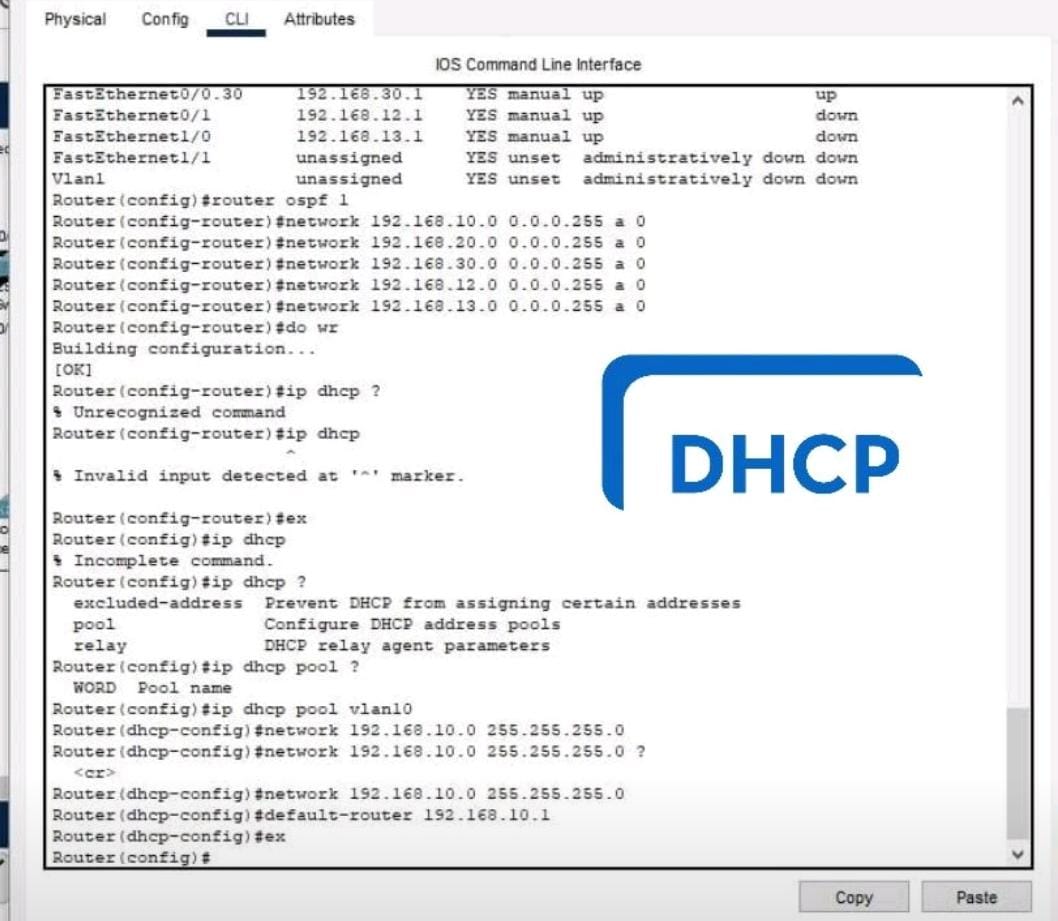 Physical Config CLI Attributes
IOS Command Line Interface
FastEthernet0/0.30 192.168.30.1 YES manual up up
FastEthernet0/1 192.168.12.1 YES manual up down
FastEthernet1/0 192.168.13.1 YES manual up down
FastEthernet1/1 unassigned YES unset administratively down down
Vlan1 unassigned YES unset administratively down down
Router(config)#router ospf 1
Router(config-router)#network 192.168.10.0 0.0.0.255 a 0
Router(config-router)#network 192.168.20.0 0.0.0.255 a 0
Router(config-router)#network 192.168.30.0 0.0.0.255 a 0
Router(config-router)#network 192.168.12.0 0.0.0.255 a 0
Router(config-router)#network 192.168.13.0 0.0.0.255 a 0
Router(config-router)#do wr
Building configuration...
[OK]
Router(config-router)#ip dhcp ?
% Unrecognized command
Router(config-router)#ip dhcp
^
% Invalid input detected at '^' marker.
DHCP
Router(config-router)#ex
Router(config)#ip dhcp
% Incomplete command.
Router(config)#ip dhcp ?
excluded-address Prevent DHCP from assigning certain addresses
pool Configure DHCP address pools
relay DHCP relay agent parameters
Router(config)#ip dhcp pool ?
WORD Pool name
Router(config)#ip dhcp pool vlan10
Router(dhcp-config)#network 192.168.10.0 255.255.255.0
Router(dhcp-config)#network 192.168.10.0 255.255.255.0 ?
<cr>
Router(dhcp-config)#network 192.168.10.0 255.255.255.0
Router(dhcp-config)#default-router 192.168.10.1
Router(dhcp-config)#ex
Router(config)#
Copy Paste